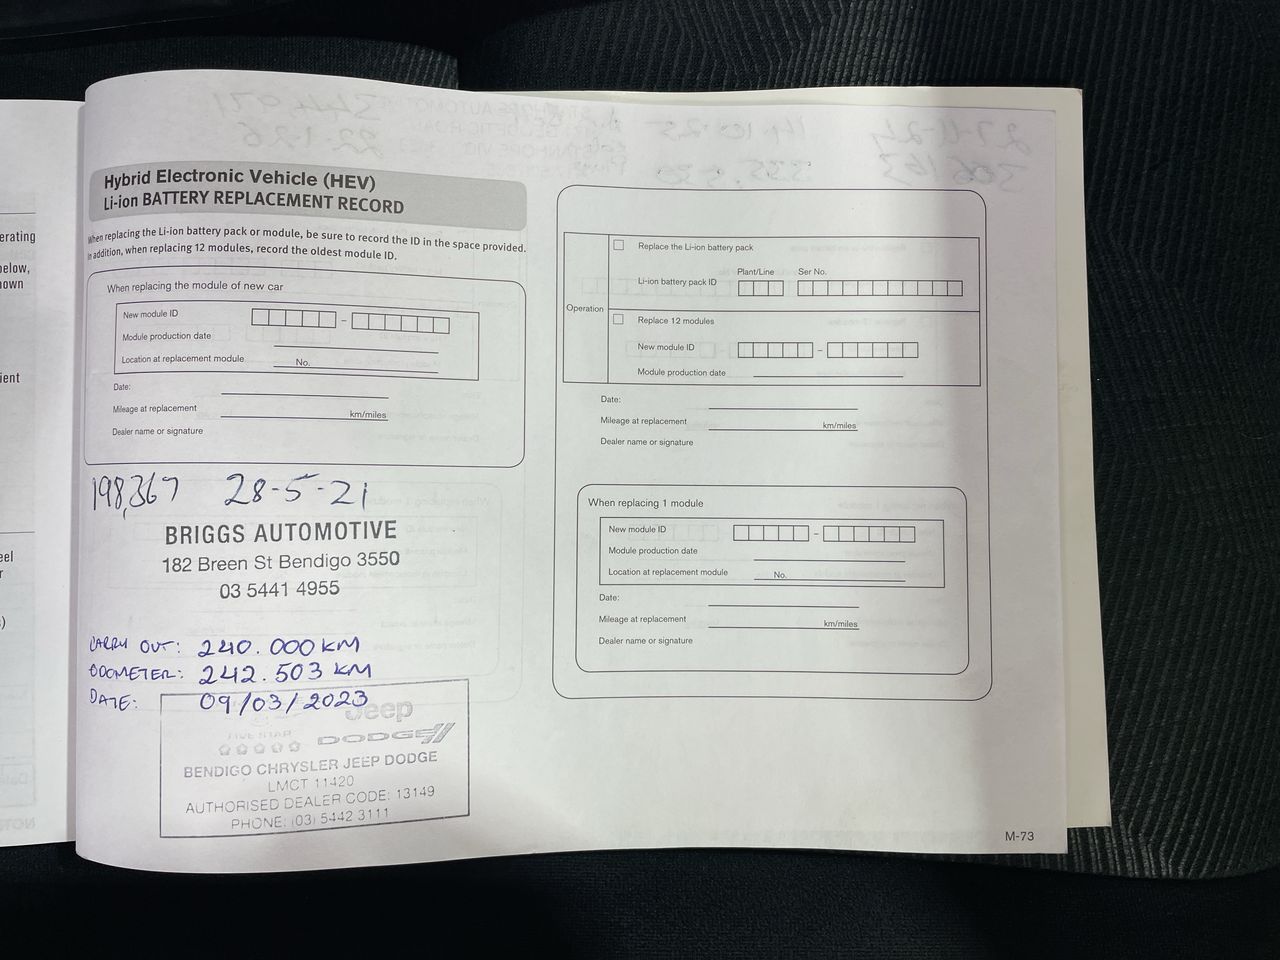 erating
below,
own
ient
eel
r
)
Hybrid Electronic Vehicle (HEV)
Li-ion BATTERY REPLACEMENT RECORD
When replacing the Li-ion battery pack or module, be sure to record the ID in the space provided.
In addition, when replacing 12 modules, record the oldest module ID.
When replacing the module of new car
New module ID -
Module production date
Location at replacement module No.
Date:
Mileage at replacement km/miles
Dealer name or signature
198,367 28-5-21
BRIGGS AUTOMOTIVE
182 Breen St Bendigo 3550
03 5441 4955
CARRY OUT: 240.000 KM
ODOMETER: 242.503 KM
DATE: 09/03/2023
Jeep
FIVE STAR DODGE
BENDIGO CHRYSLER JEEP DODGE
LMCT 11420
AUTHORISED DEALER CODE: 13149
PHONE: (03) 5442 3111
Operation
Replace the Li-ion battery pack
Plant/Line Ser No.
Li-ion battery pack ID
Replace 12 modules
New module ID -
Module production date
Date:
Mileage at replacement km/miles
Dealer name or signature
When replacing 1 module
New module ID -
Module production date
Location at replacement module No.
Date:
Mileage at replacement km/miles
Dealer name or signature
M-73